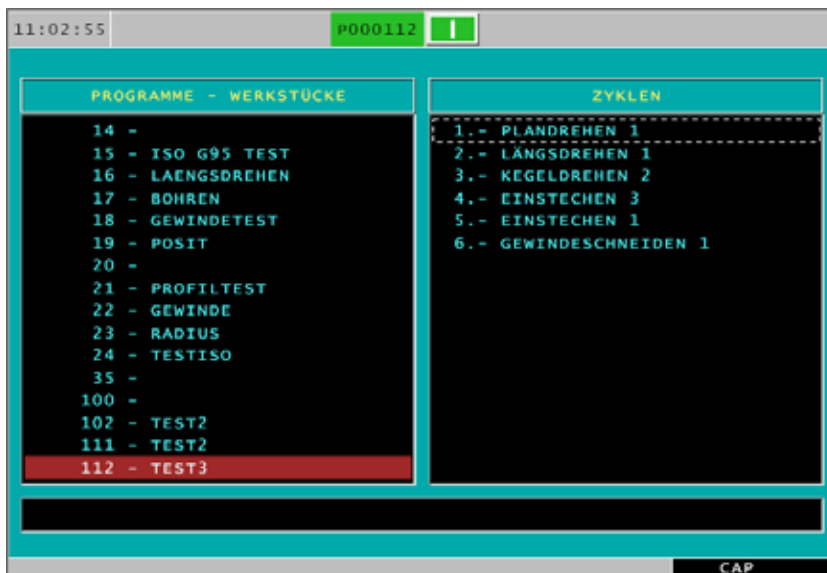 11:02:55
P000112
PROGRAMME - WERKSTÜCKE
14 -
15 - ISO G95 TEST
16 - LAENGSDREHEN
17 - BOHREN
18 - GEWINDETEST
19 - POSIT
20 -
21 - PROFILTEST
22 - GEWINDE
23 - RADIUS
24 - TESTISO
35 -
100 -
102 - TEST2
111 - TEST2
112 - TEST3
ZYKLEN
1.- PLANDREHEN 1
2.- LÄNGSDREHEN 1
3.- KEGELDREHEN 2
4.- EINSTECHEN 3
5.- EINSTECHEN 1
6.- GEWINDESCHNEIDEN 1
CAP